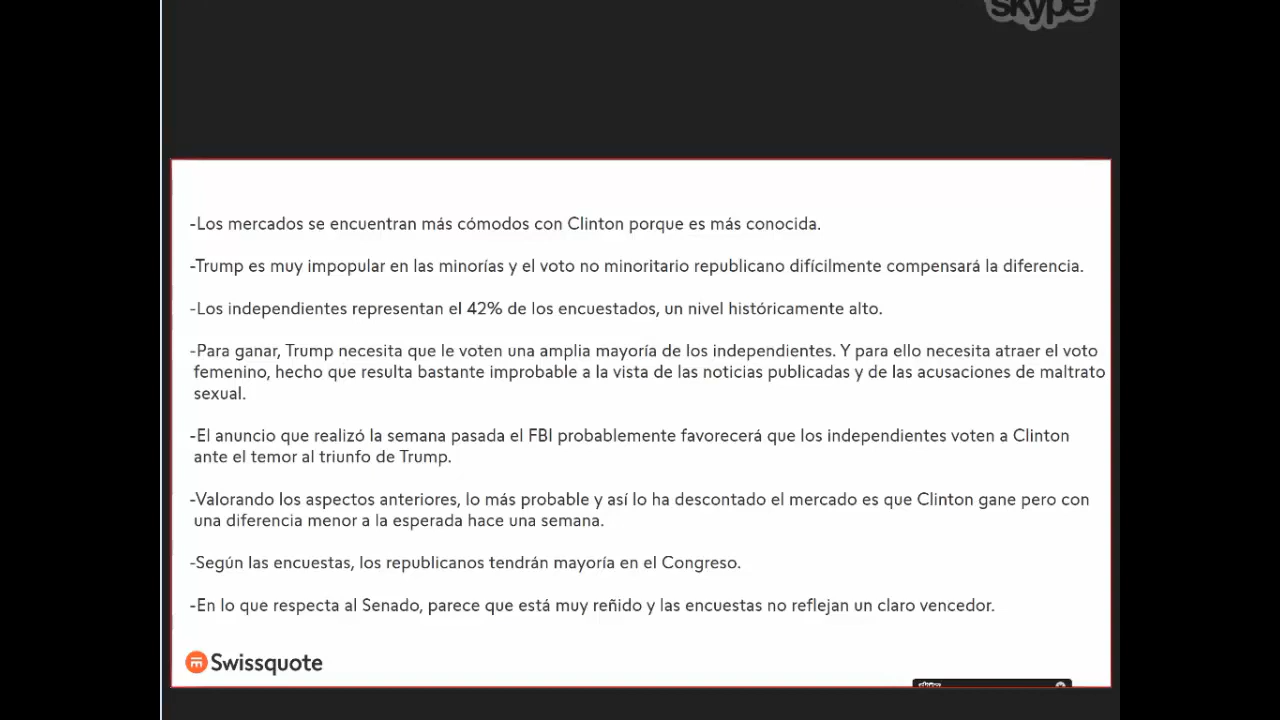 skype
-Los mercados se encuentran más cómodos con Clinton porque es más conocida.
-Trump es muy impopular en las minorías y el voto no minoritario republicano difícilmente compensará la diferencia.
-Los independientes representan el 42% de los encuestados, un nivel históricamente alto.
-Para ganar, Trump necesita que le voten una amplia mayoría de los independientes. Y para ello necesita atraer el voto
femenino, hecho que resulta bastante improbable a la vista de las noticias publicadas y de las acusaciones de maltrato
sexual.
-El anuncio que realizó la semana pasada el FBI probablemente favorecerá que los independientes voten a Clinton
ante el temor al triunfo de Trump.
-Valorando los aspectos anteriores, lo más probable y así lo ha descontado el mercado es que Clinton gane pero con
una diferencia menor a la esperada hace una semana.
-Según las encuestas, los republicanos tendrán mayoría en el Congreso.
-En lo que respecta al Senado, parece que está muy reñido y las encuestas no reflejan un claro vencedor.
Swissquote